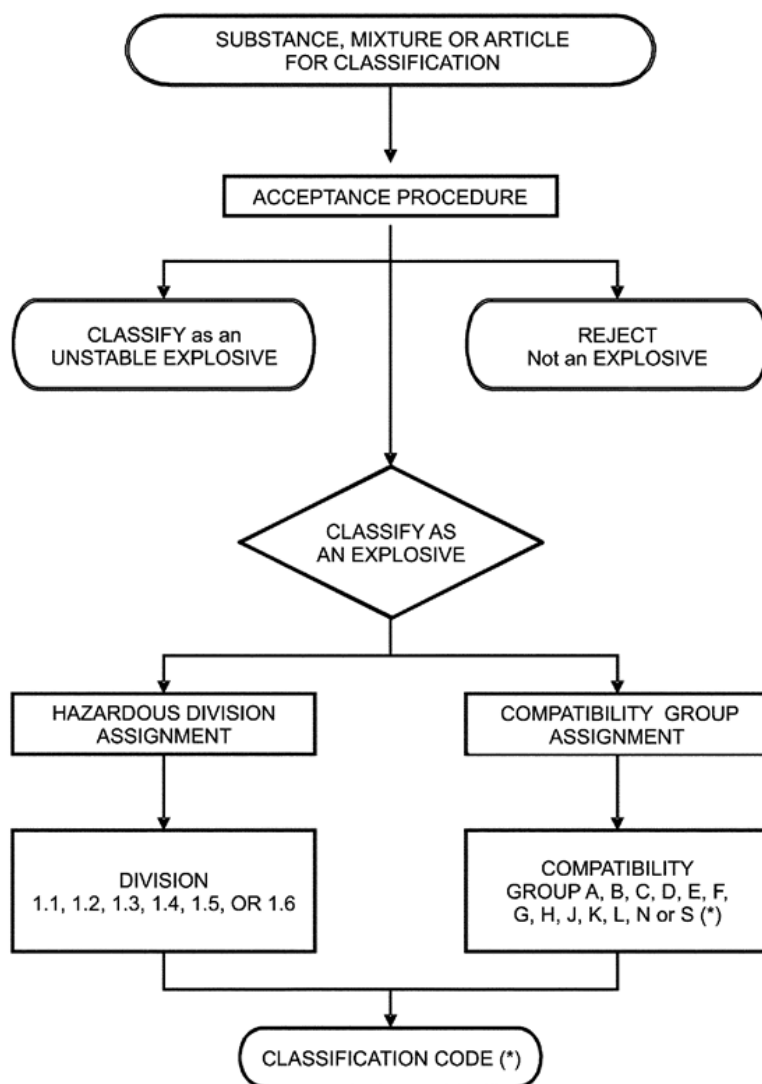 SUBSTANCE, MIXTURE OR ARTICLE
FOR CLASSIFICATION
ACCEPTANCE PROCEDURE
CLASSIFY as an
UNSTABLE EXPLOSIVE
REJECT
Not an EXPLOSIVE
CLASSIFY AS
AN EXPLOSIVE
HAZARDOUS DIVISION
ASSIGNMENT
COMPATIBILITY GROUP
ASSIGNMENT
DIVISION
1.1, 1.2, 1.3, 1.4, 1.5, OR 1.6
COMPATIBILITY
GROUP A, B, C, D, E, F,
G, H, J, K, L, N or S (*)
CLASSIFICATION CODE (*)